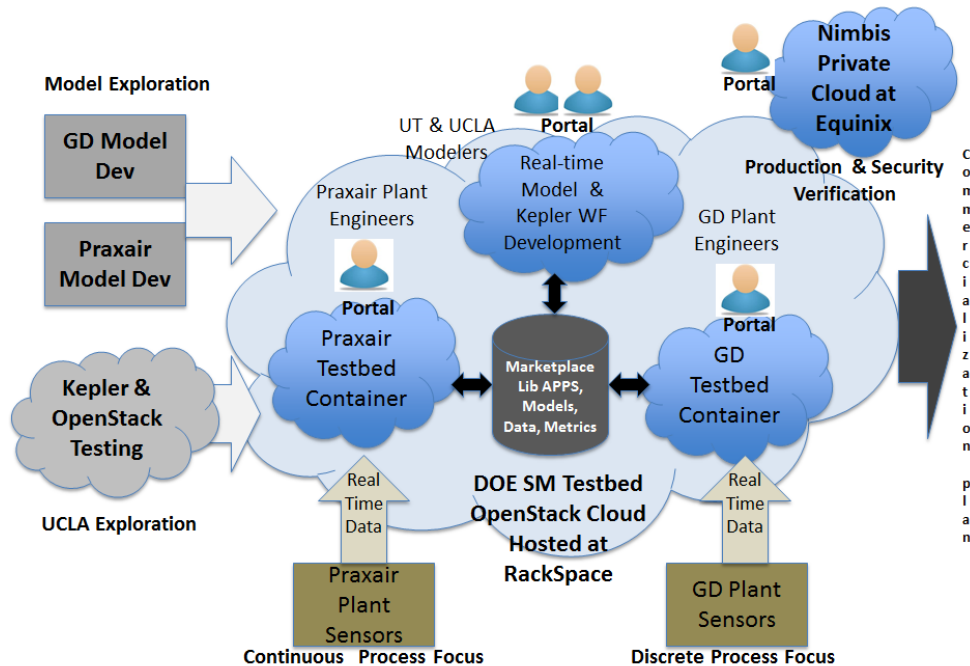 Model Exploration
GD Model
Dev
Praxair
Model Dev
Kepler &
OpenStack
Testing
UCLA Exploration
UT & UCLA
Modelers
Portal
Real-time
Model &
Kepler WF
Development
Praxair Plant
Engineers
Portal
Praxair
Testbed
Container
Marketplace
Lib APPS,
Models,
Data, Metrics
GD Plant
Engineers
Portal
GD
Testbed
Container
DOE SM Testbed
OpenStack Cloud
Hosted at
RackSpace
Real
Time
Data
Praxair
Plant
Sensors
Continuous Process Focus
Real
Time
Data
GD Plant
Sensors
Discrete Process Focus
Portal
Nimbis
Private
Cloud at
Equinix
Production & Security
Verification
Commercialization plan